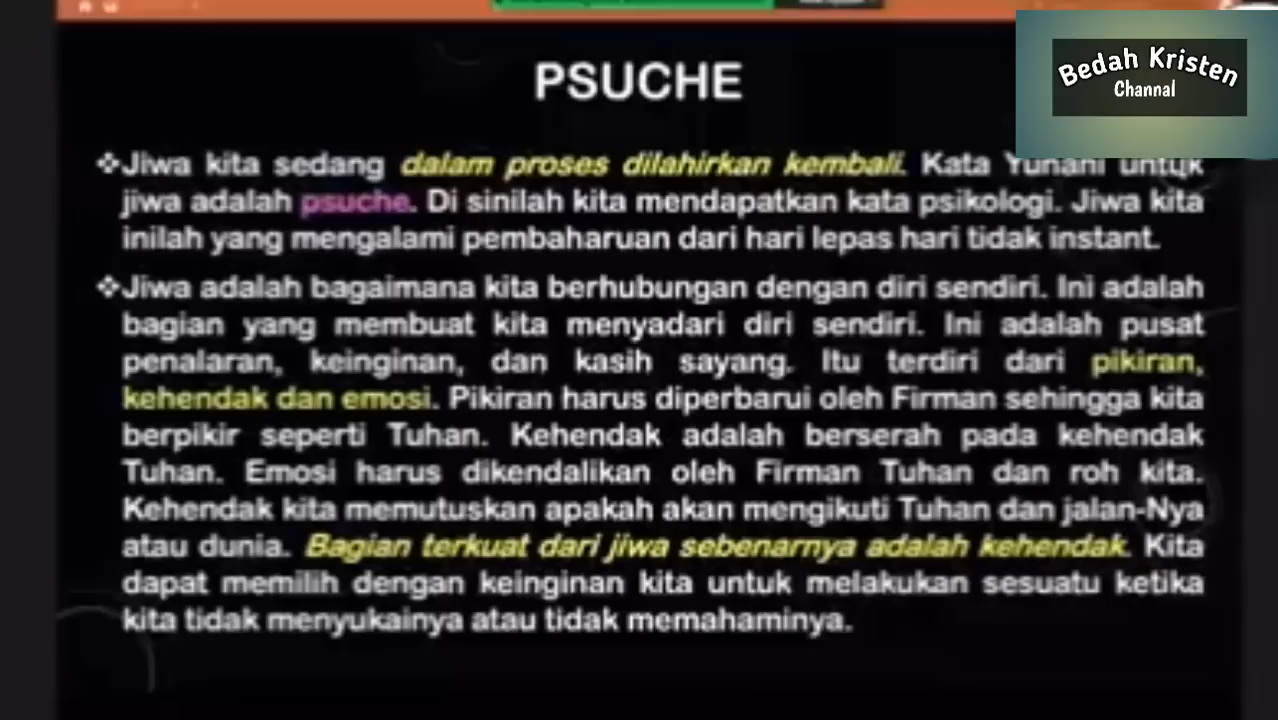 Bedah Kristen
Channal
PSUCHE
❖Jiwa kita sedang dalam proses dilahirkan kembali. Kata Yunani untuk
jiwa adalah psuche. Di sinilah kita mendapatkan kata psikologi. Jiwa kita
inilah yang mengalami pembaharuan dari hari lepas hari tidak instant.
❖Jiwa adalah bagaimana kita berhubungan dengan diri sendiri. Ini adalah
bagian yang membuat kita menyadari diri sendiri. Ini adalah pusat
penalaran, keinginan, dan kasih sayang. Itu terdiri dari pikiran,
kehendak dan emosi. Pikiran harus diperbarui oleh Firman sehingga kita
berpikir seperti Tuhan. Kehendak adalah berserah pada kehendak
Tuhan. Emosi harus dikendalikan oleh Firman Tuhan dan roh kita.
Kehendak kita memutuskan apakah akan mengikuti Tuhan dan jalan-Nya
atau dunia. Bagian terkuat dari jiwa sebenarnya adalah kehendak. Kita
dapat memilih dengan keinginan kita untuk melakukan sesuatu ketika
kita tidak menyukainya atau tidak memahaminya.